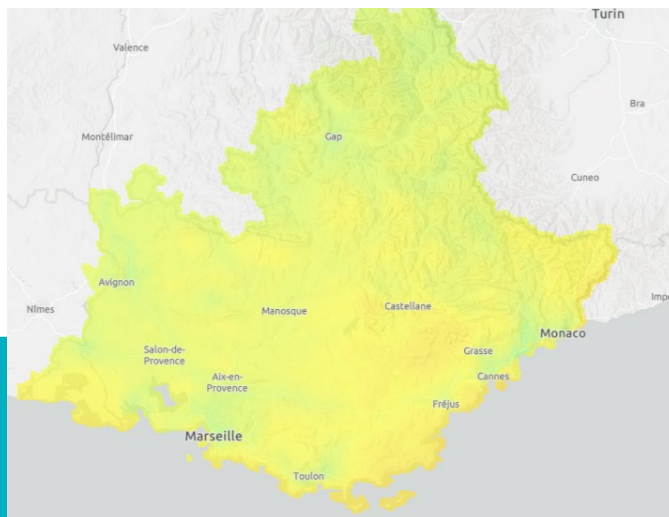 Turin
Valence
Bra
Montélimar
Gap
Cuneo
Avignon
Nîmes
Manosque
Castellane
Impe
Monaco
Salon-de-
Provence
Grasse
Aix-en-
Provence
Cannes
Fréjus
Marseille
Toulon